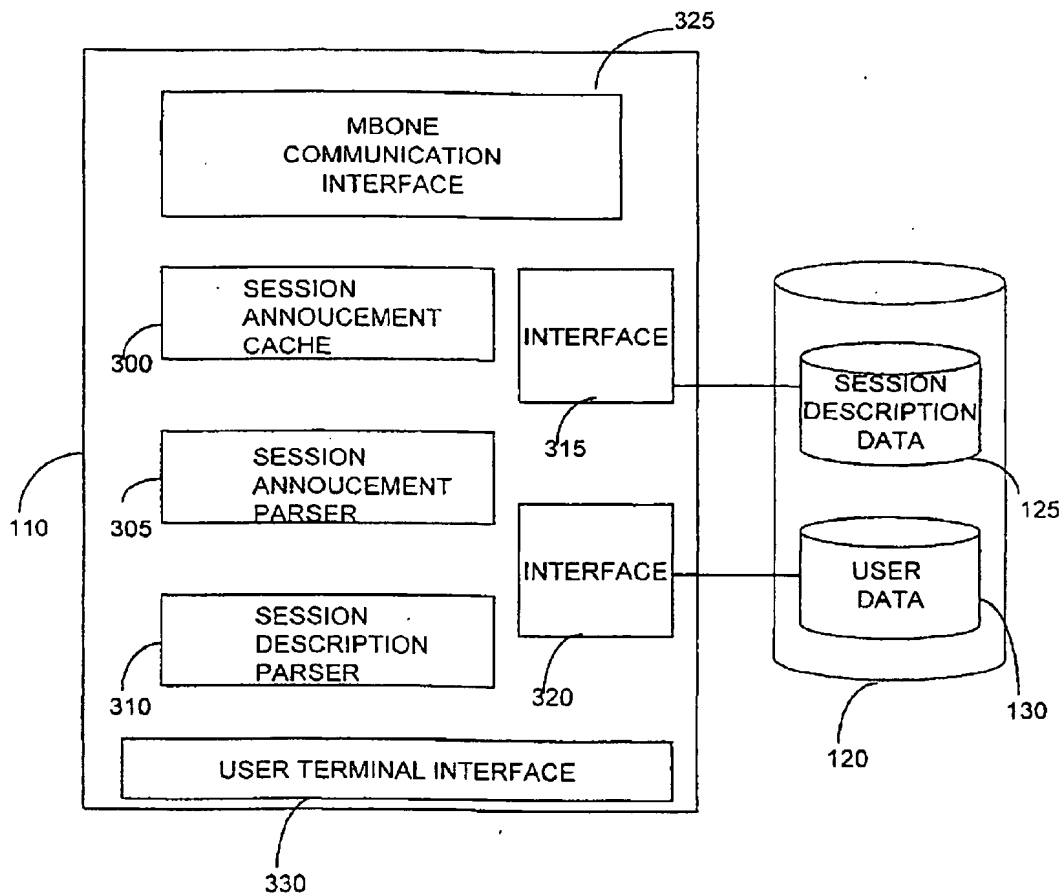 325
MBONE
COMMUNICATION
INTERFACE
SESSION
ANNOUCEMENT
CACHE
300
INTERFACE
315
SESSION
DESCRIPTION
DATA
125
SESSION
ANNOUCEMENT
PARSER
305
110
INTERFACE
320
USER
DATA
130
120
SESSION
DESCRIPTION
PARSER
310
USER TERMINAL INTERFACE
330